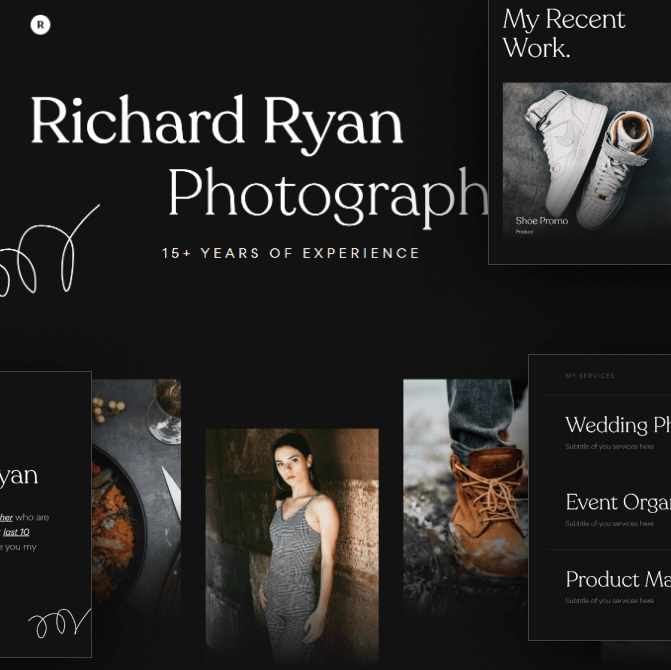 R
Richard Ryan
Photograph
15+ YEARS OF EXPERIENCE
My Recent
Work.
Shoe Promo
Product
yan
her who are
last 10
e you my
MY SERVICES
Wedding Ph
Subtitle of you services here
Event Orga
Subtitle of you services here
Product Ma
Subtitle of you services here